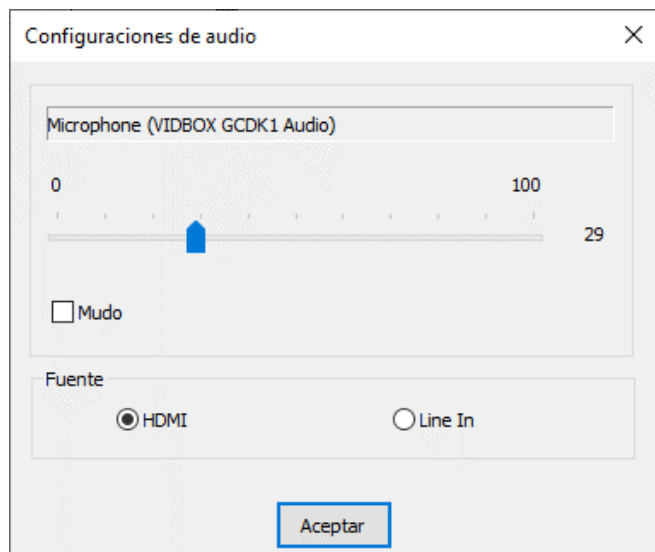 Configuraciones de audio
Microphone (VIDBOX GCDK1 Audio)
0 100
29
Mudo
Fuente
HDMI Line In
Aceptar